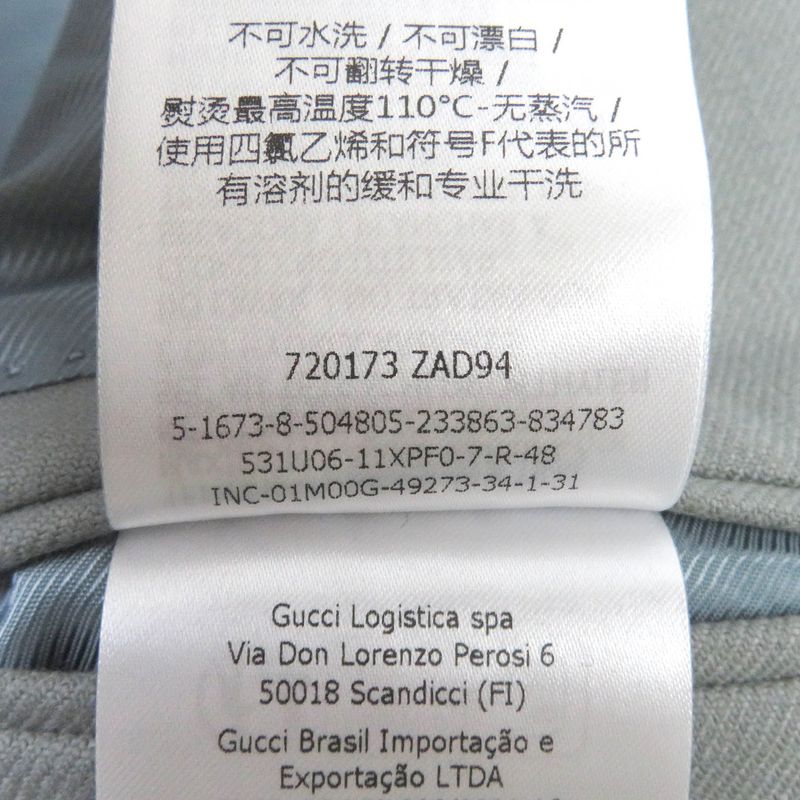 不可水洗 / 不可漂白 /
不可翻转干燥 /
熨烫最高温度110°C-无蒸汽 /
使用四氯乙烯和符号F代表的所
有溶剂的缓和专业干洗
720173 ZAD94
5-1673-8-504805-233863-834783
531U06-11XPF0-7-R-48
INC-01M00G-49273-34-1-31
Gucci Logistica spa
Via Don Lorenzo Perosi 6
50018 Scandicci (FI)
Gucci Brasil Importação e
Exportação LTDA